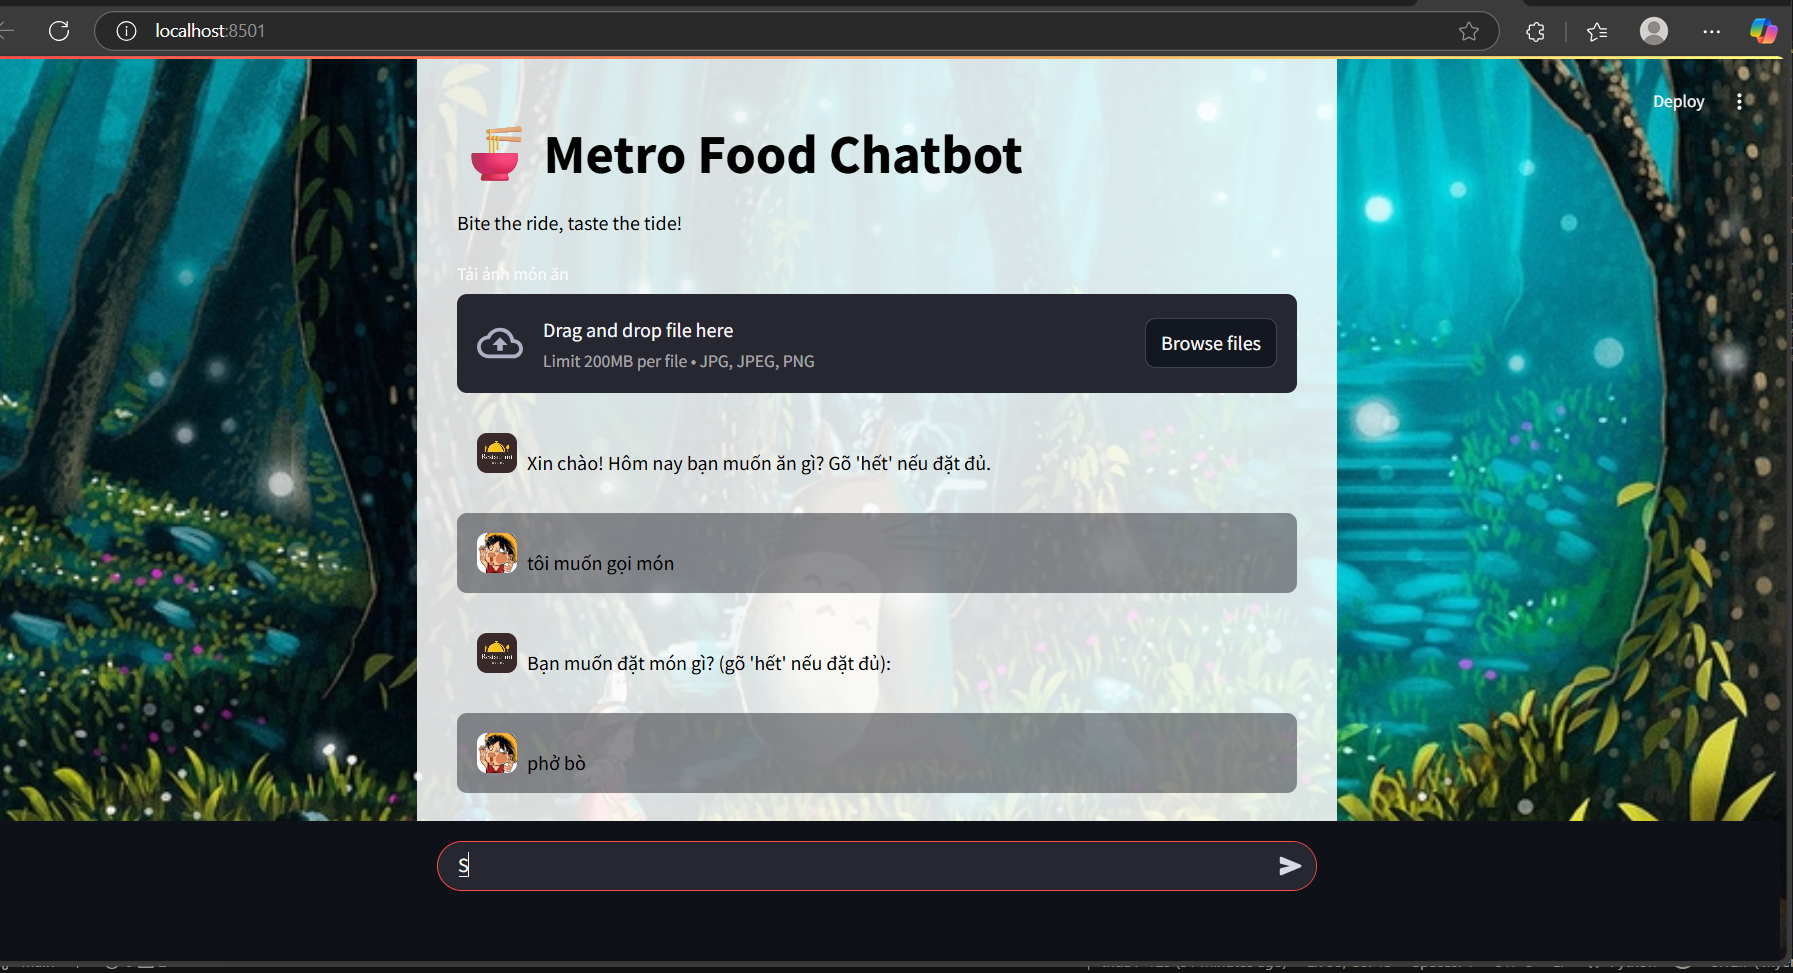 localhost:8501
Deploy
Metro Food Chatbot
Bite the ride, taste the tide!
Tải ảnh món ăn
Drag and drop file here
Limit 200MB per file • JPG, JPEG, PNG
Browse files
Xin chào! Hôm nay bạn muốn ăn gì? Gõ 'hết' nếu đặt đủ.
tôi muốn gọi món
Bạn muốn đặt món gì? (gõ 'hết' nếu đặt đủ):
phở bò
S